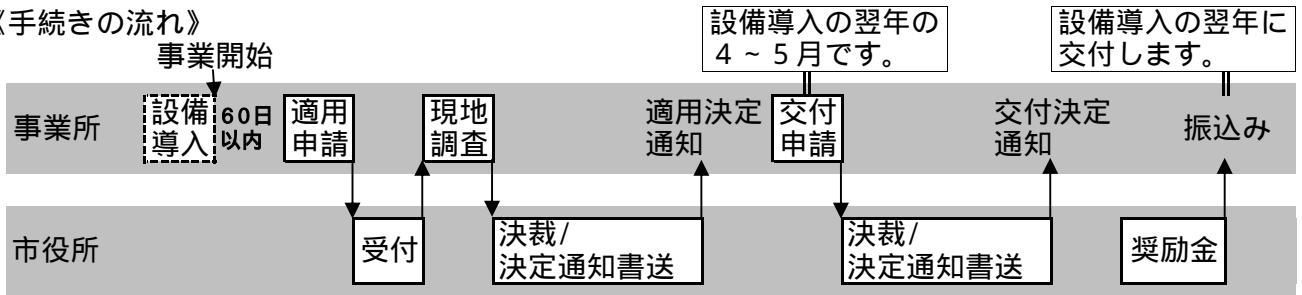 《手続きの流れ》
事業開始
設備導入の翌年の
４～５月です。
設備導入の翌年に
交付します。
事業所
設備
導入
60日
以内
適用
申請
現地
調査
適用決定
通知
交付
申請
交付決定
通知
振込み
市役所
受付
決裁/
決定通知書送
決裁/
決定通知書送
奨励金